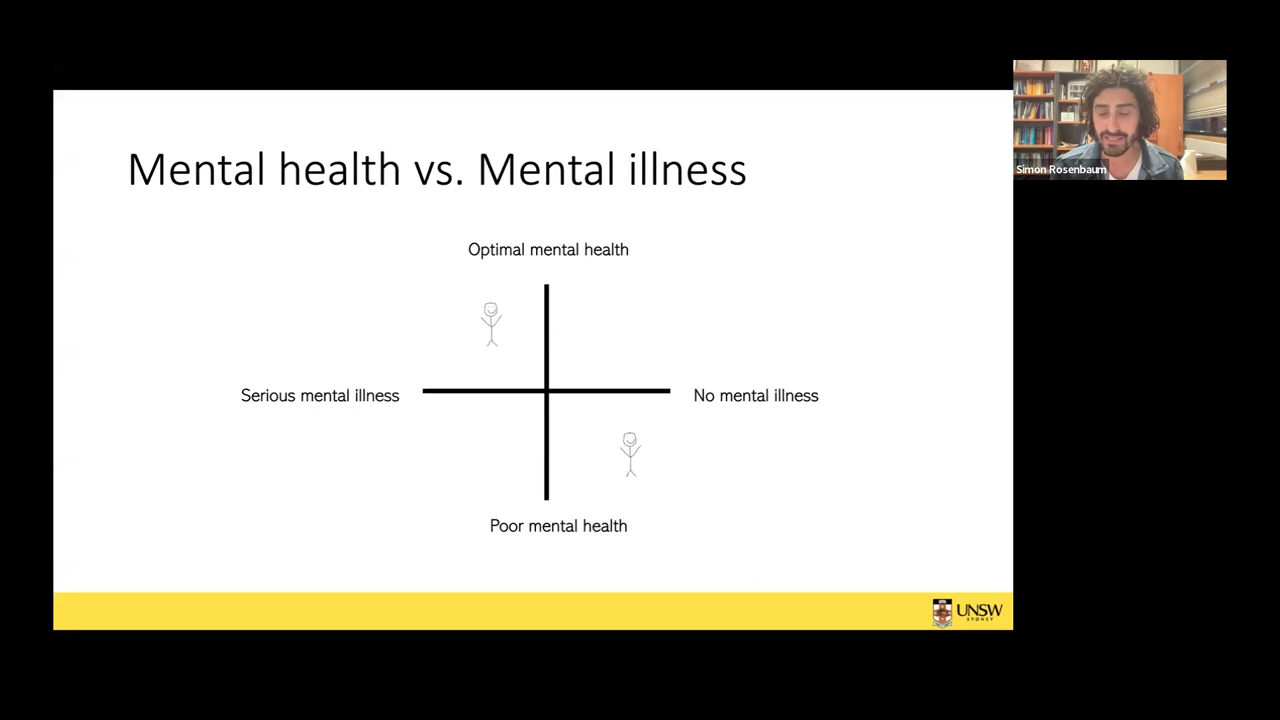 Mental health vs. Mental illness
Simon Rosenbaum
Optimal mental health
Serious mental illness
No mental illness
Poor mental health
UNSW
SYDNEY